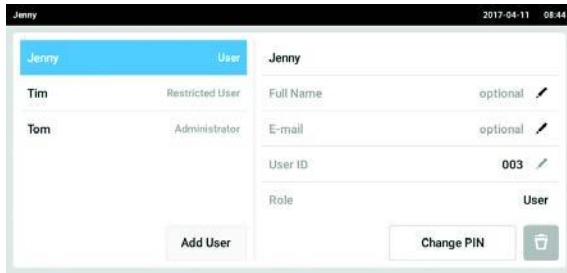 Jenny 2017-04-11 08:44
Jenny User
Tim Restricted User
Tom Administrator
Add User
Jenny
Full Name optional
E-mail optional
User ID 003
Role User
Change PIN